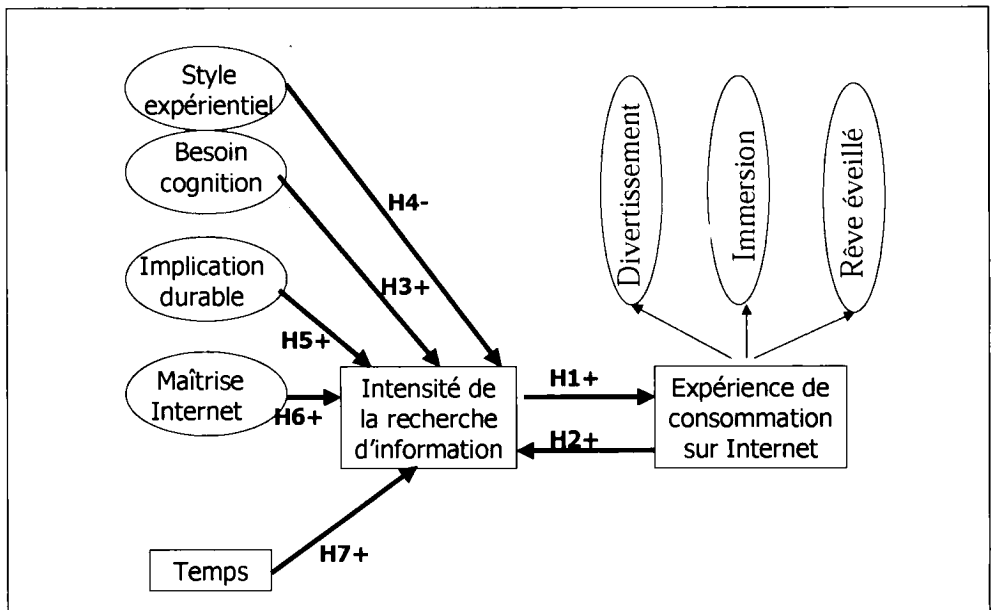 Style
expérientiel
Besoin
cognition
Implication
durable
Maîtrise
Internet
Temps
H4-
H3+
H5+
H6+
H7+
Intensité de
la recherche
d'information
H1+
H2+
Expérience de
consommation
sur Internet
Divertissement
Immersion
Rêve éveillé